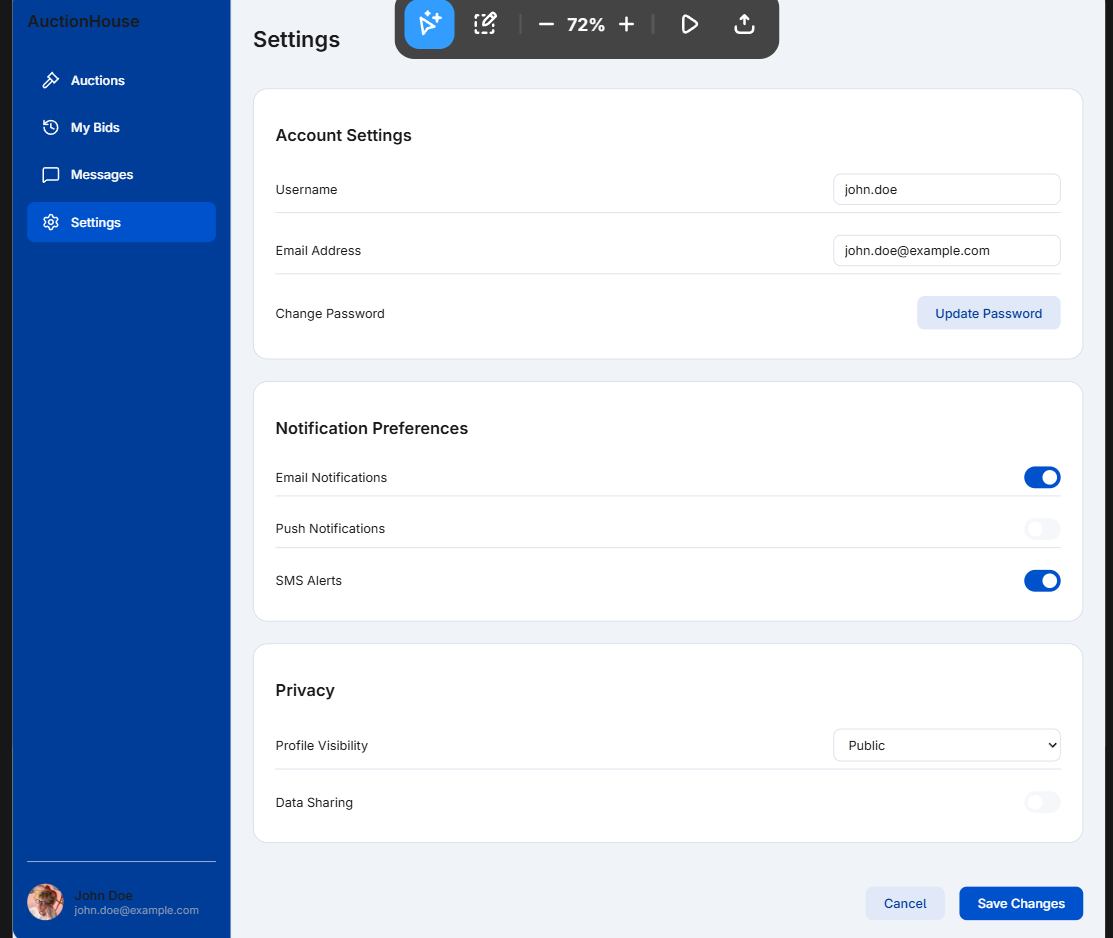 AuctionHouse
Auctions
My Bids
Messages
Settings
John Doe
john.doe@example.com
72%
Settings
Account Settings
Username
john.doe
Email Address
john.doe@example.com
Change Password
Update Password
Notification Preferences
Email Notifications
Push Notifications
SMS Alerts
Privacy
Profile Visibility
Public
Data Sharing
Cancel
Save Changes